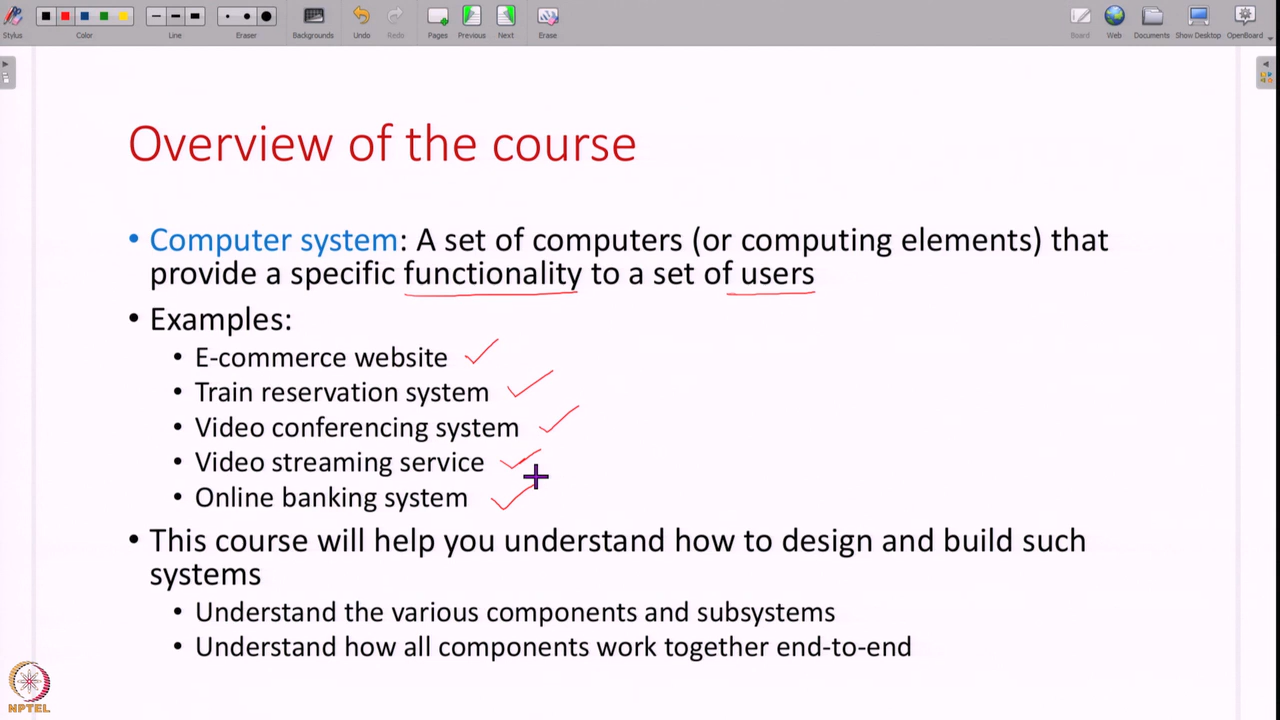 Stylus
Color
Line
Eraser
Backgrounds
Undo
Redo
Pages
Previous
Next
Erase
Board
Web
Documents
Show Desktop
OpenBoard
Overview of the course
• Computer system: A set of computers (or computing elements) that
provide a specific functionality to a set of users
• Examples:
• E-commerce website
• Train reservation system
• Video conferencing system
• Video streaming service
• Online banking system
• This course will help you understand how to design and build such
systems
• Understand the various components and subsystems
• Understand how all components work together end-to-end
NPTEL